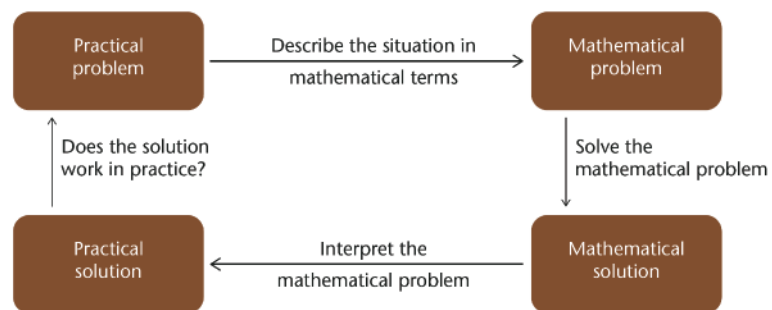 Practical
problem
Describe the situation in
mathematical terms
Mathematical
problem
Does the solution
work in practice?
Solve the
mathematical problem
Practical
solution
Interpret the
mathematical problem
Mathematical
solution